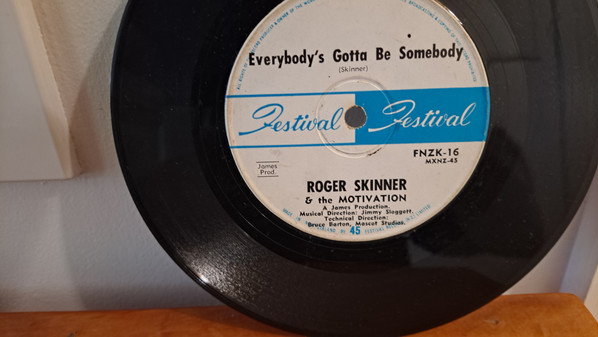 Everybody's Gotta Be Somebody
(Skinner)
Festival Festival
FNZK-16
MXNZ-45
James
Prod.
ROGER SKINNER
& the MOTIVATION
A James Production.
Musical Direction: Jimmy Sloggett.
Technical Direction:
Bruce Barton, Mascot Studios.
45